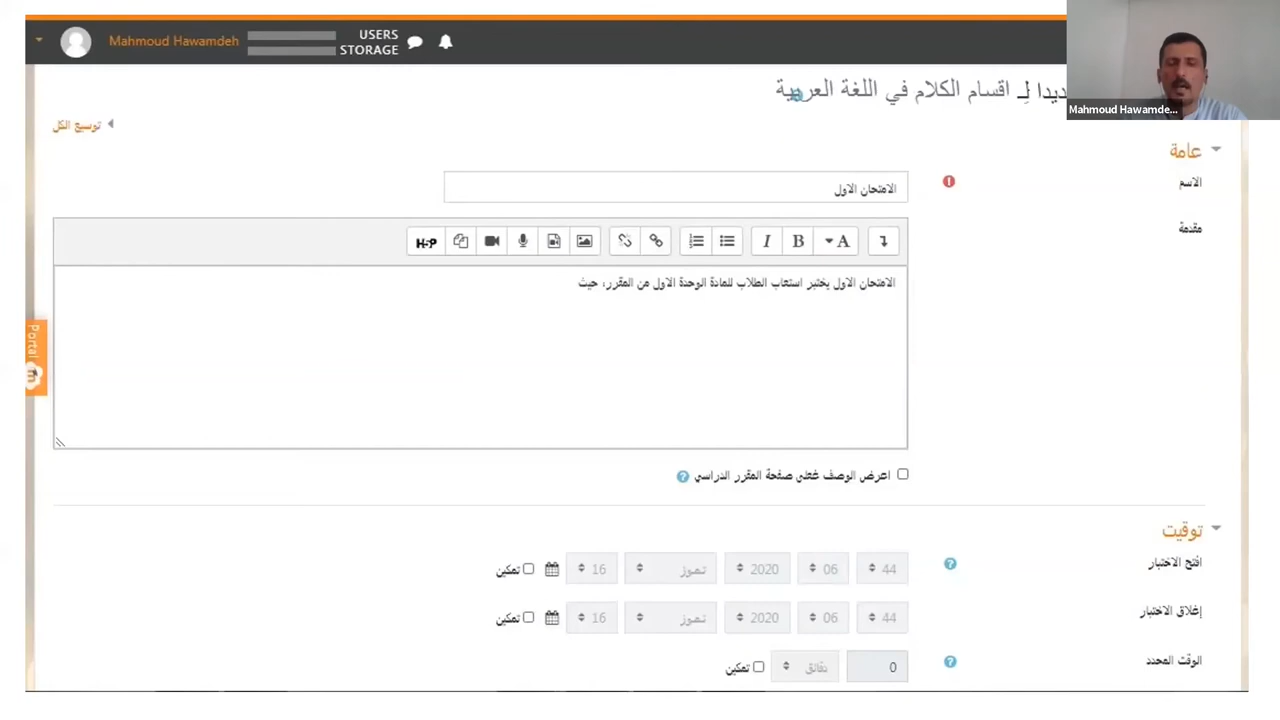 Mahmoud Hawamdeh
USERS
STORAGE
Mahmoud Hawamde...
لِـ اقسام الكلام في اللغة العربية
توسيع الكل
عامة
الاسم
الامتحان الاول
مقدمة
H-P
I B A
الامتحان الاول يختبر استعاب الطلاب للمادة الوحدة الاول من المقرر، حيث
Portal
اعرض الوصف على صفحة المقرر الدراسي
توقيت
افتح الاختبار
44 06 2020 تموز 16 تمكين
إغلاق الاختبار
44 06 2020 تموز 16 تمكين
الوقت المحدد
0 دقائق تمكين